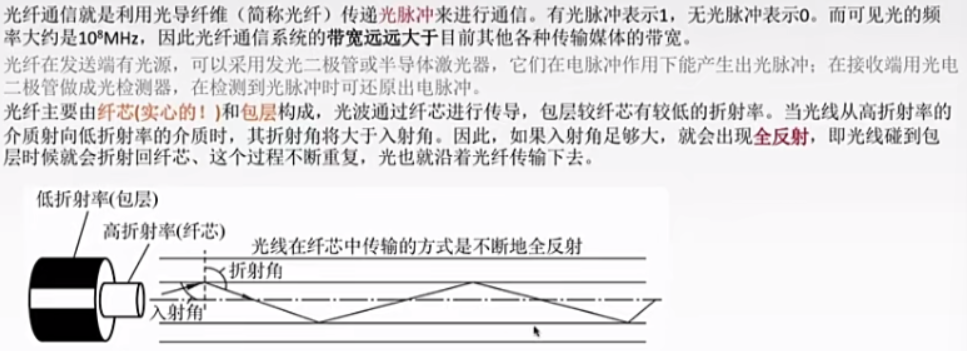 光纤通信就是利用光导纤维（简称光纤）传递光脉冲来进行通信。有光脉冲表示1，无光脉冲表示0。而可见光的频
率大约是10⁸MHz，因此光纤通信系统的带宽远远大于目前其他各种传输媒体的带宽。
光纤在发送端有光源，可以采用发光二极管或半导体激光器，它们在电脉冲作用下能产生出光脉冲；在接收端用光电
二极管做成光检测器，在检测到光脉冲时可还原出电脉冲。
光纤主要由纤芯(实心的！)和包层构成，光波通过纤芯进行传导，包层较纤芯有较低的折射率。当光线从高折射率的
介质射向低折射率的介质时，其折射角将大于入射角。因此，如果入射角足够大，就会出现全反射，即光线碰到包
层时候就会折射回纤芯、这个过程不断重复，光也就沿着光纤传输下去。
低折射率(包层)
高折射率(纤芯)
光线在纤芯中传输的方式是不断地全反射
折射角
入射角